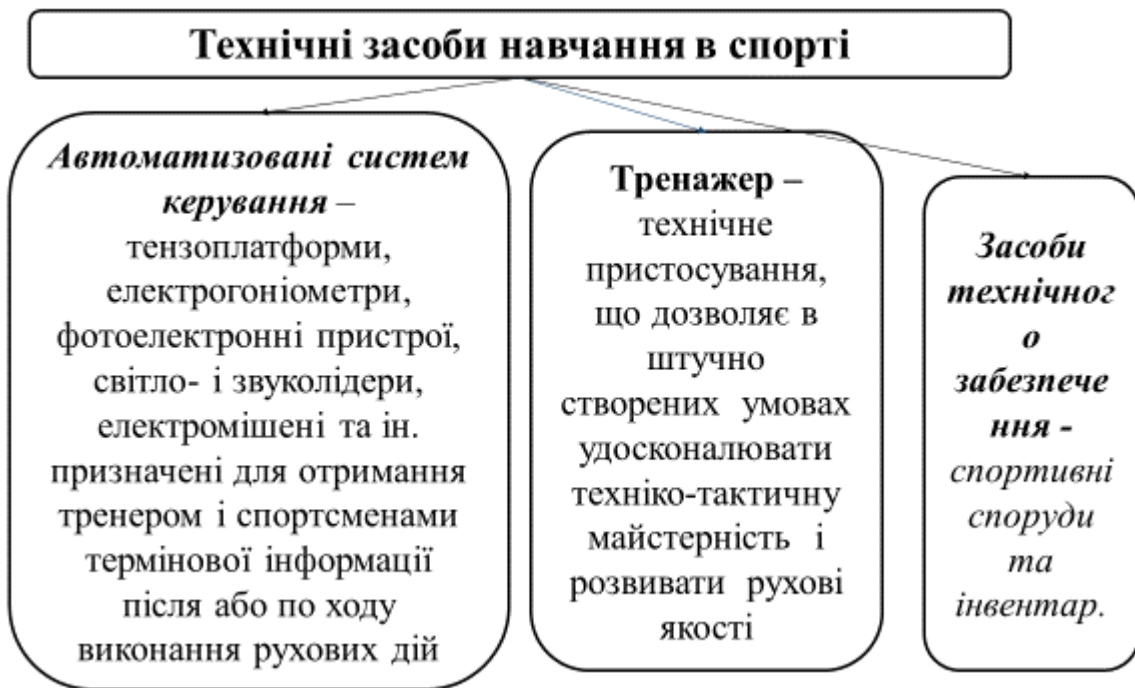 Технічні засоби навчання в спорті
Автоматизовані систем
керування –
тензоплатформи,
електрогоніометри,
фотоелектронні пристрої,
світло- і звуколідери,
електромішені та ін.
призначені для отримання
тренером і спортсменами
термінової інформації
після або по ходу
виконання рухових дій
Тренажер –
технічне
пристосування,
що дозволяє в
штучно
створених умовах
удосконалювати
техніко-тактичну
майстерність і
розвивати рухові
якості
Засоби
технічног
о
забезпече
ння -
спортивні
споруди
та
інвентар.